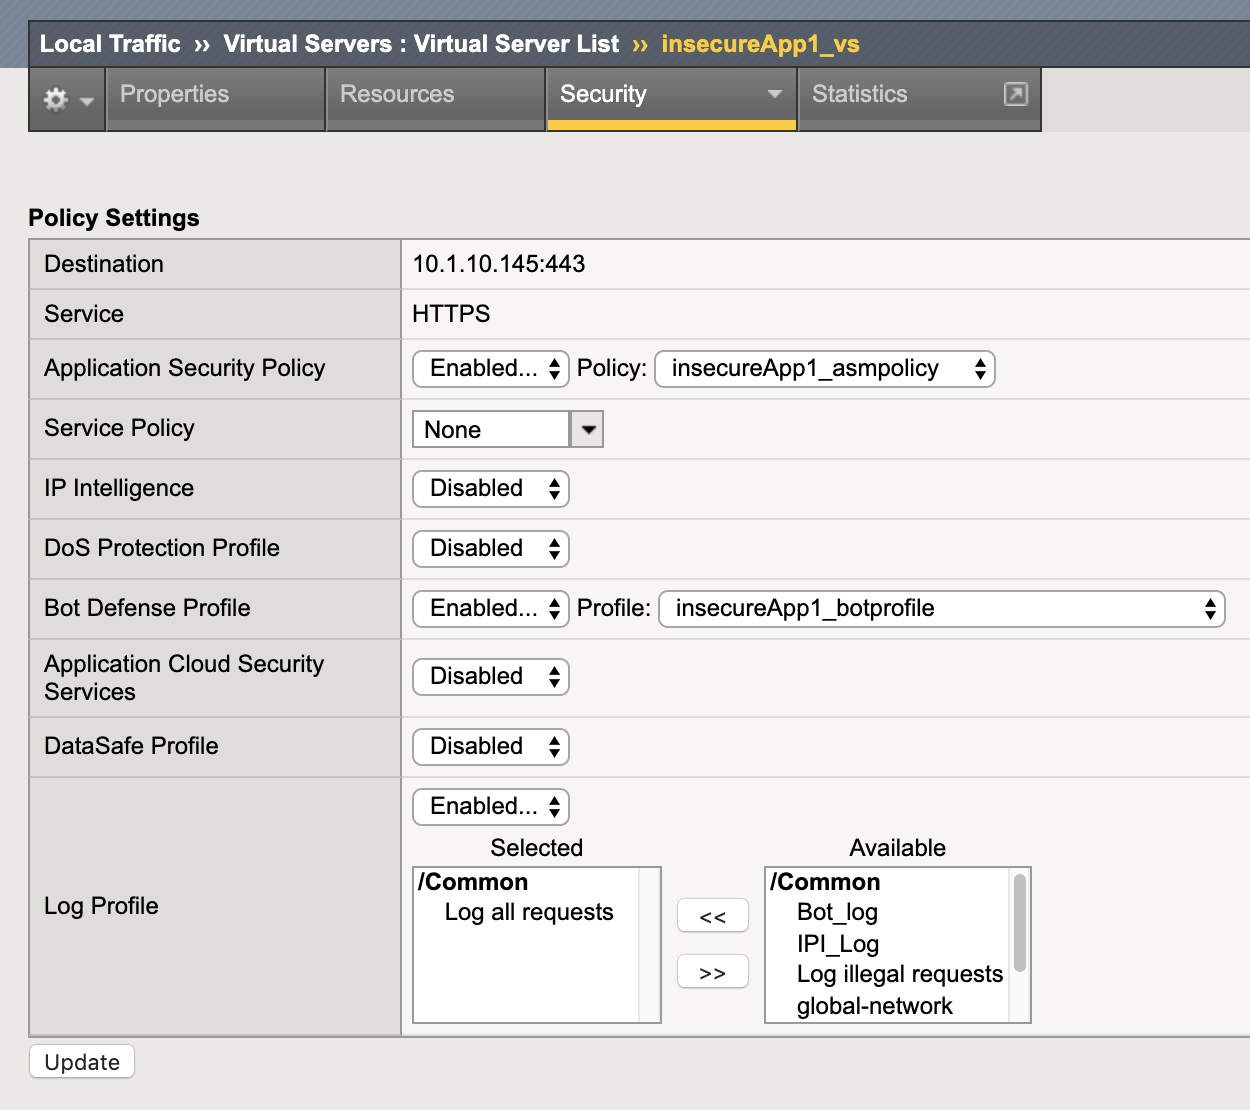 Local Traffic ›› Virtual Servers : Virtual Server List ›› insecureApp1_vs
Properties Resources Security Statistics
Policy Settings
Destination 10.1.10.145:443
Service HTTPS
Application Security Policy Enabled... Policy: insecureApp1_asmpolicy
Service Policy None
IP Intelligence Disabled
DoS Protection Profile Disabled
Bot Defense Profile Enabled... Profile: insecureApp1_botprofile
Application Cloud Security
Services Disabled
DataSafe Profile Disabled
Log Profile Enabled...
Selected Available
/Common /Common
Log all requests Bot_log
<< IPI_Log
>> Log illegal requests
global-network
Update